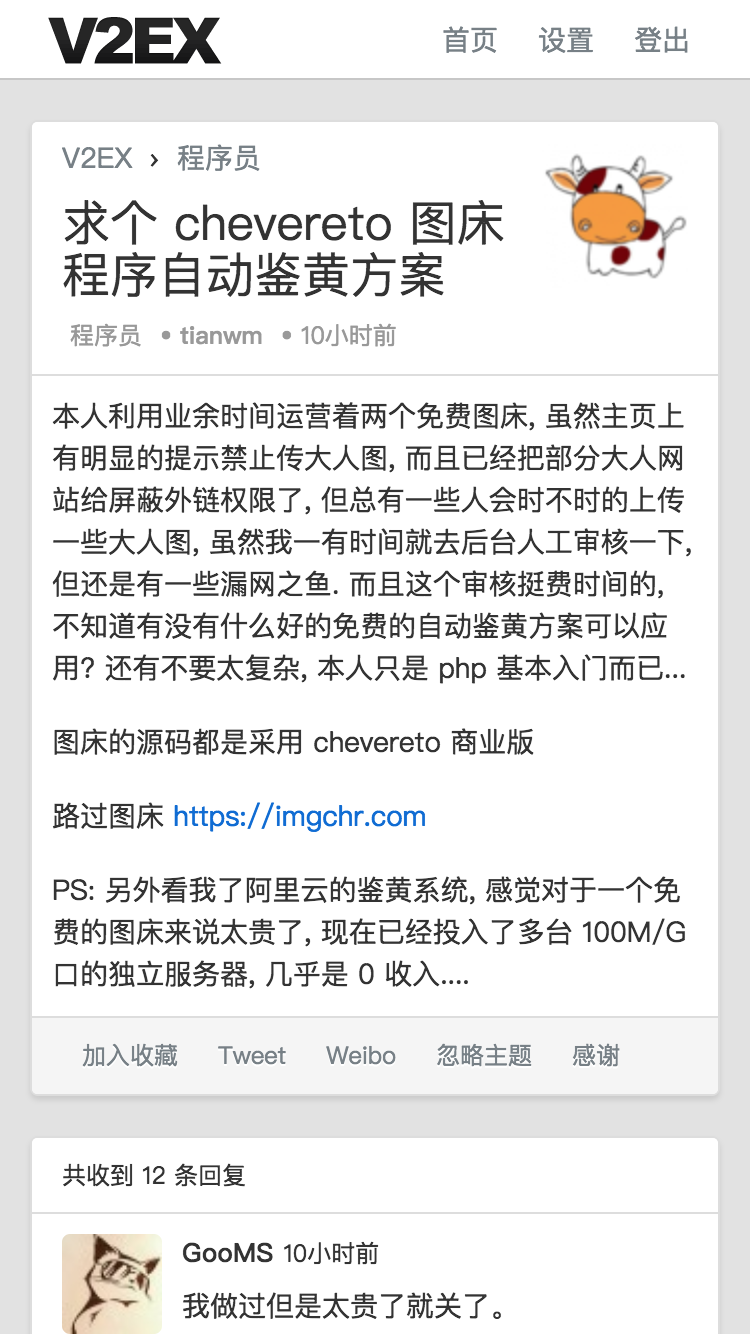 V2EX
首页 设置 登出
V2EX › 程序员
求个 chevereto 图床
程序自动鉴黄方案
程序员 • tianwm • 10小时前
本人利用业余时间运营着两个免费图床, 虽然主页上
有明显的提示禁止传大人图, 而且已经把部分大人网
站给屏蔽外链权限了, 但总有一些人会时不时的上传
一些大人图, 虽然我一有时间就去后台人工审核一下,
但还是有一些漏网之鱼. 而且这个审核挺费时间的,
不知道有没有什么好的免费的自动鉴黄方案可以应
用? 还有不要太复杂, 本人只是 php 基本入门而已...
图床的源码都是采用 chevereto 商业版
路过图床 https://imgchr.com
PS: 另外看我了阿里云的鉴黄系统, 感觉对于一个免
费的图床来说太贵了, 现在已经投入了多台 100M/G
口的独立服务器, 几乎是 0 收入....
加入收藏 Tweet Weibo 忽略主题 感谢
共收到 12 条回复
GooMS 10小时前
我做过但是太贵了就关了。